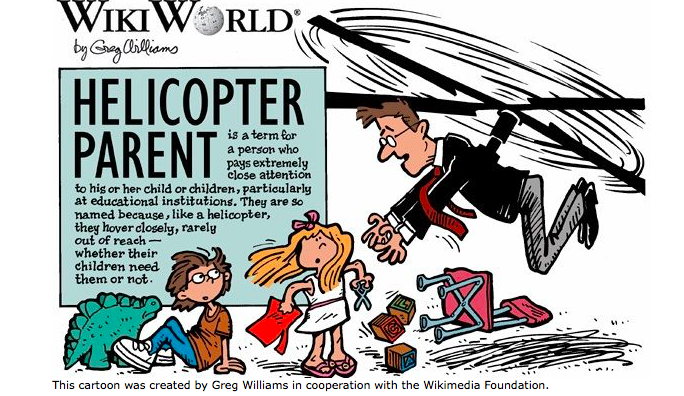 WIKIWORLD®
by Greg Williams
HELICOPTER
PARENT
is a term for
a person who
pays extremely
close attention
to his or her child or children, particularly
at educational institutions. They are so
named because, like a helicopter,
they hover closely, rarely
out of reach —
whether their
children need
them or not.
This cartoon was created by Greg Williams in cooperation with the Wikimedia Foundation.